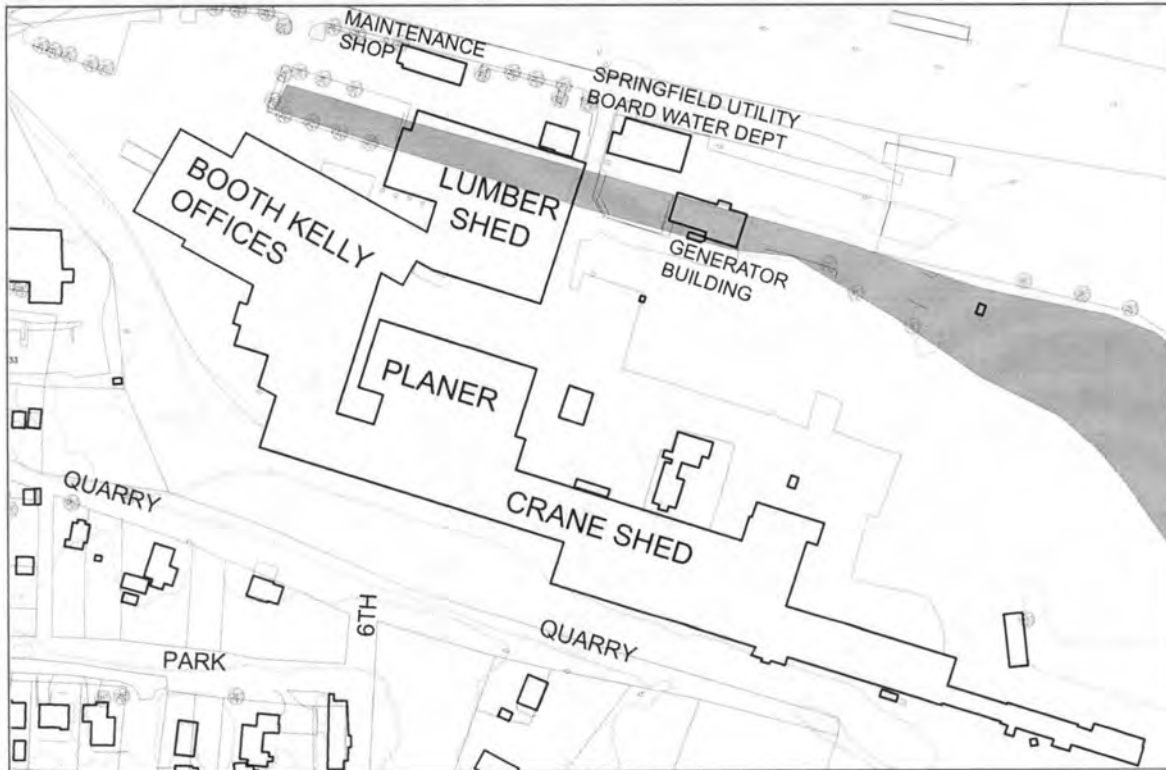 MAINTENANCE
SHOP
SPRINGFIELD UTILITY
BOARD WATER DEPT
BOOTH KELLY
OFFICES
LUMBER
SHED
GENERATOR
BUILDING
33
PLANER
QUARRY
CRANE SHED
6TH
QUARRY
PARK